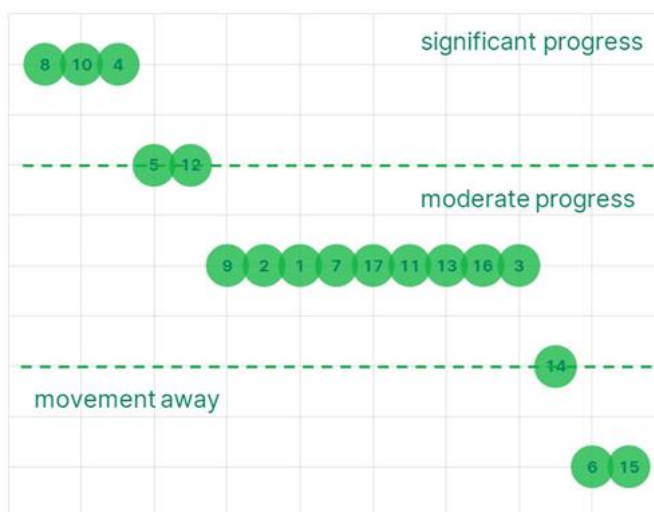 significant progress
8 10 4
5 12
moderate progress
9 2 1 7 17 11 13 16 3
14
movement away
6 15